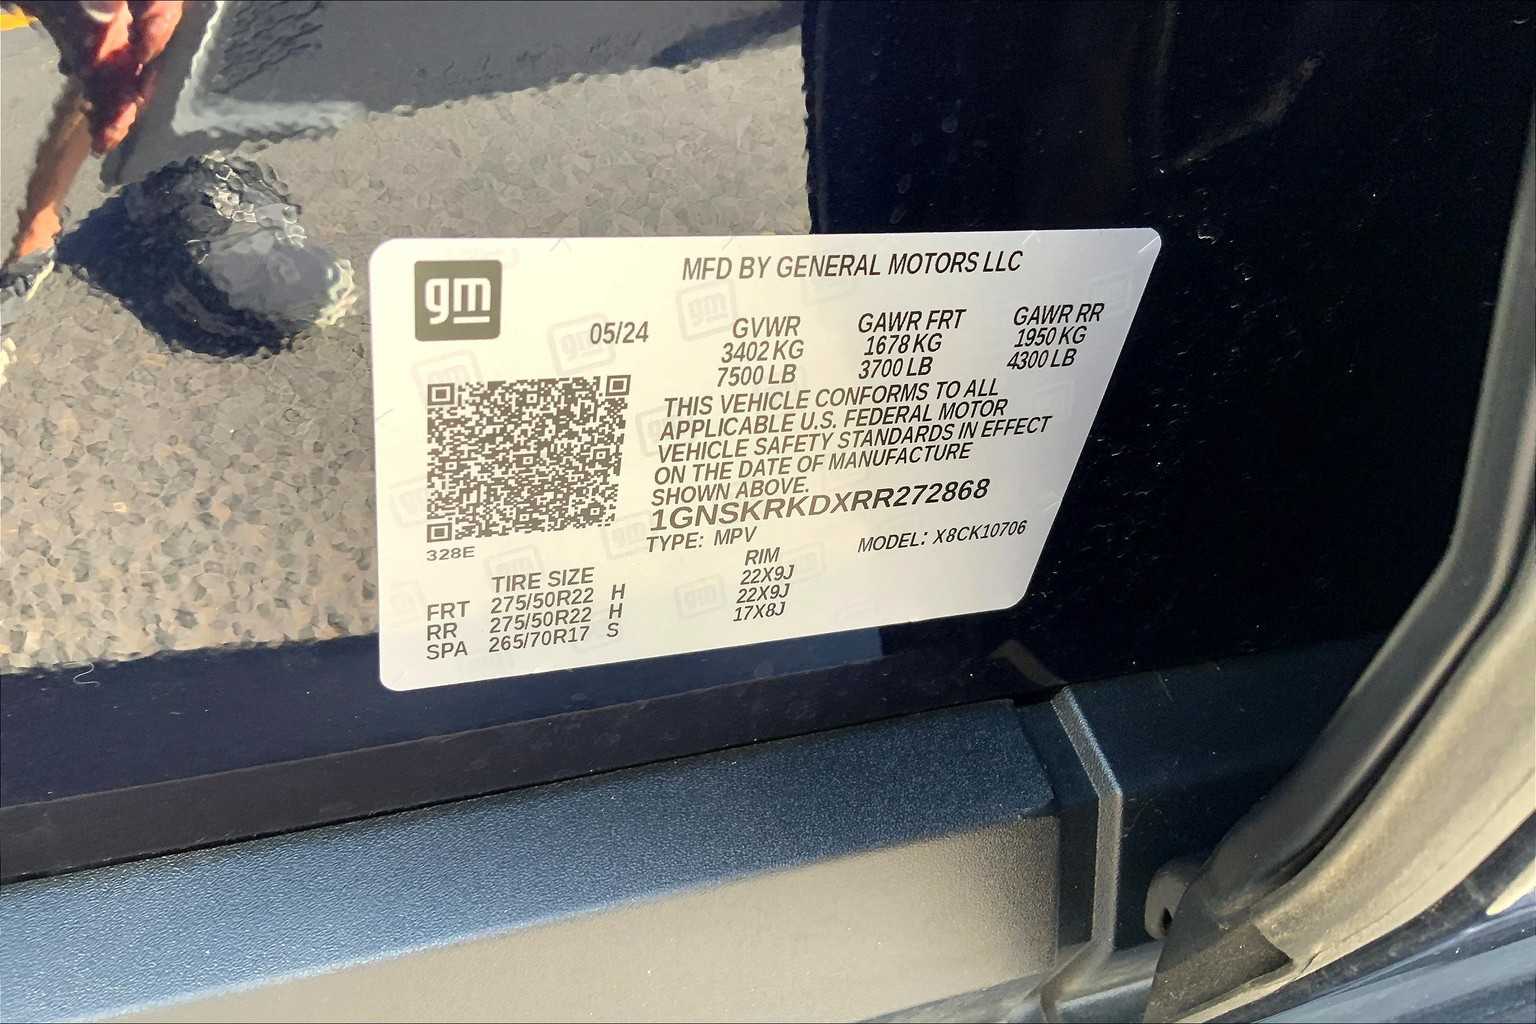 gm
MFD BY GENERAL MOTORS LLC
05/24
GVWR GAWR FRT GAWR RR
3402 KG 1678 KG 1950 KG
7500 LB 3700 LB 4300 LB
THIS VEHICLE CONFORMS TO ALL
APPLICABLE U.S. FEDERAL MOTOR
VEHICLE SAFETY STANDARDS IN EFFECT
ON THE DATE OF MANUFACTURE
SHOWN ABOVE.
1GNSKRKDXRR272868
TYPE: MPV MODEL: X8CK10706
328E
TIRE SIZE RIM
FRT 275/50R22 H 22X9J
RR 275/50R22 H 22X9J
SPA 265/70R17 S 17X8J